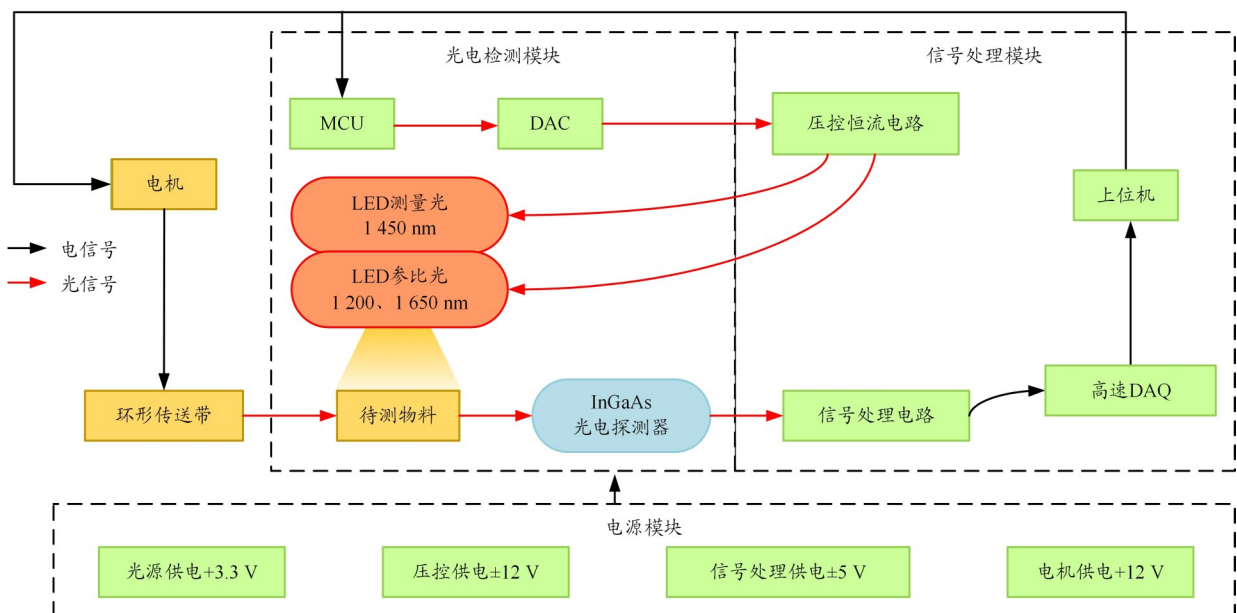 光电检测模块
信号处理模块
MCU
DAC
压控恒流电路
电机
LED测量光
1 450 nm
上位机
电信号
光信号
LED参比光
1 200、1 650 nm
环形传送带
待测物料
InGaAs
光电探测器
信号处理电路
高速DAQ
电源模块
光源供电+3.3 V
压控供电±12 V
信号处理供电±5 V
电机供电+12 V